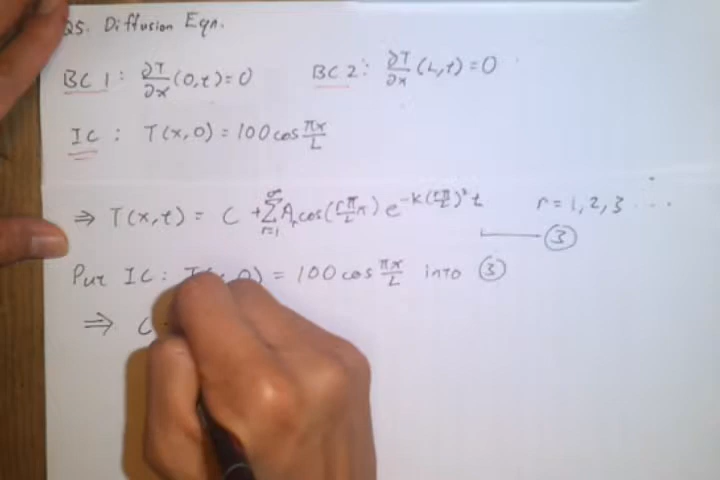 Q5. Diffusion Eqn.
BC 1: ∂T/∂x (0,t)=0 BC 2: ∂T/∂x (L,t)=0
IC: T(x,0) = 100 cos πx/L
⇒ T(x,t) = C + ∑_{r=1}^{∞} A_r cos(rπ/L x) e^{-k(rπ/L)² t} r = 1, 2, 3 ....
③
Put IC: T(x,0) = 100 cos πx/L into ③
⇒ C